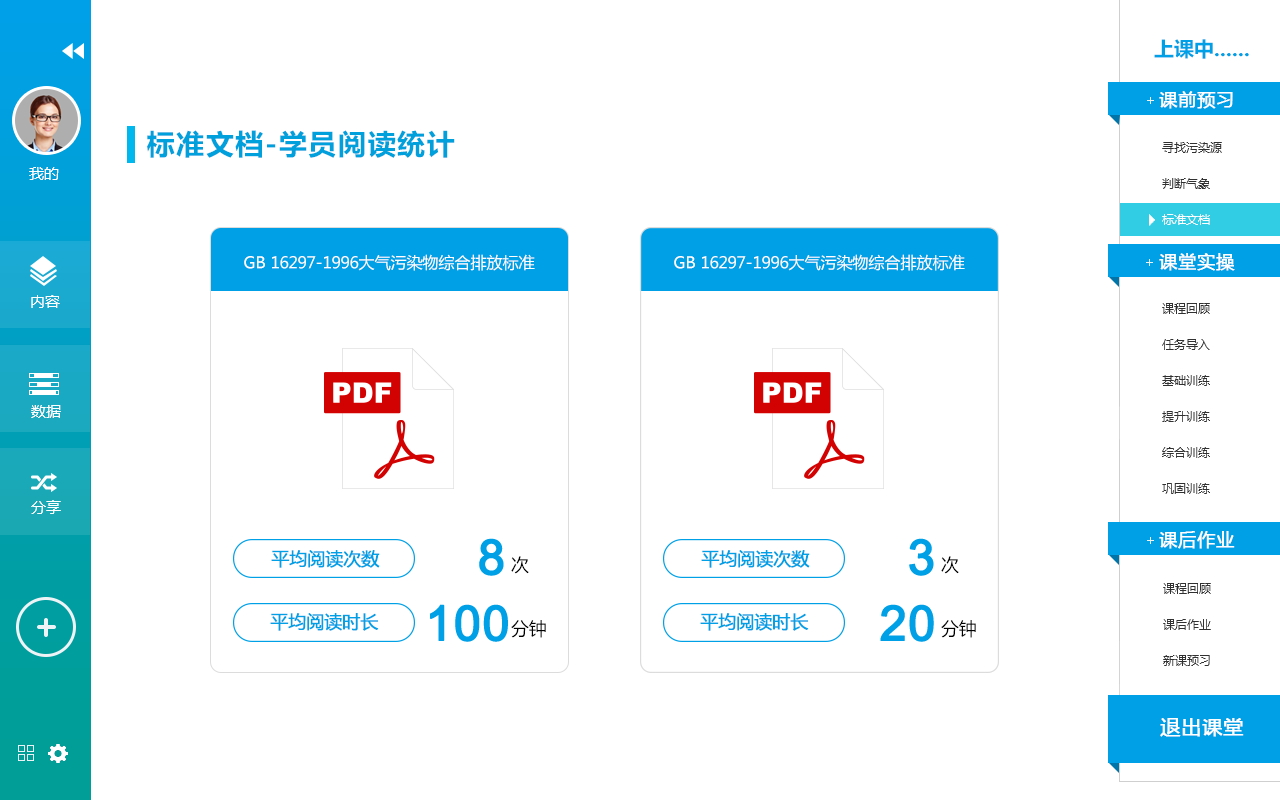 我的
内容
数据
分享
标准文档-学员阅读统计
GB 16297-1996大气污染物综合排放标准
PDF
平均阅读次数 8 次
平均阅读时长 100 分钟
GB 16297-1996大气污染物综合排放标准
PDF
平均阅读次数 3 次
平均阅读时长 20 分钟
上课中......
+ 课前预习
寻找污染源
判断气象
标准文档
+ 课堂实操
课程回顾
任务导入
基础训练
提升训练
综合训练
巩固训练
+ 课后作业
课程回顾
课后作业
新课预习
退出课堂